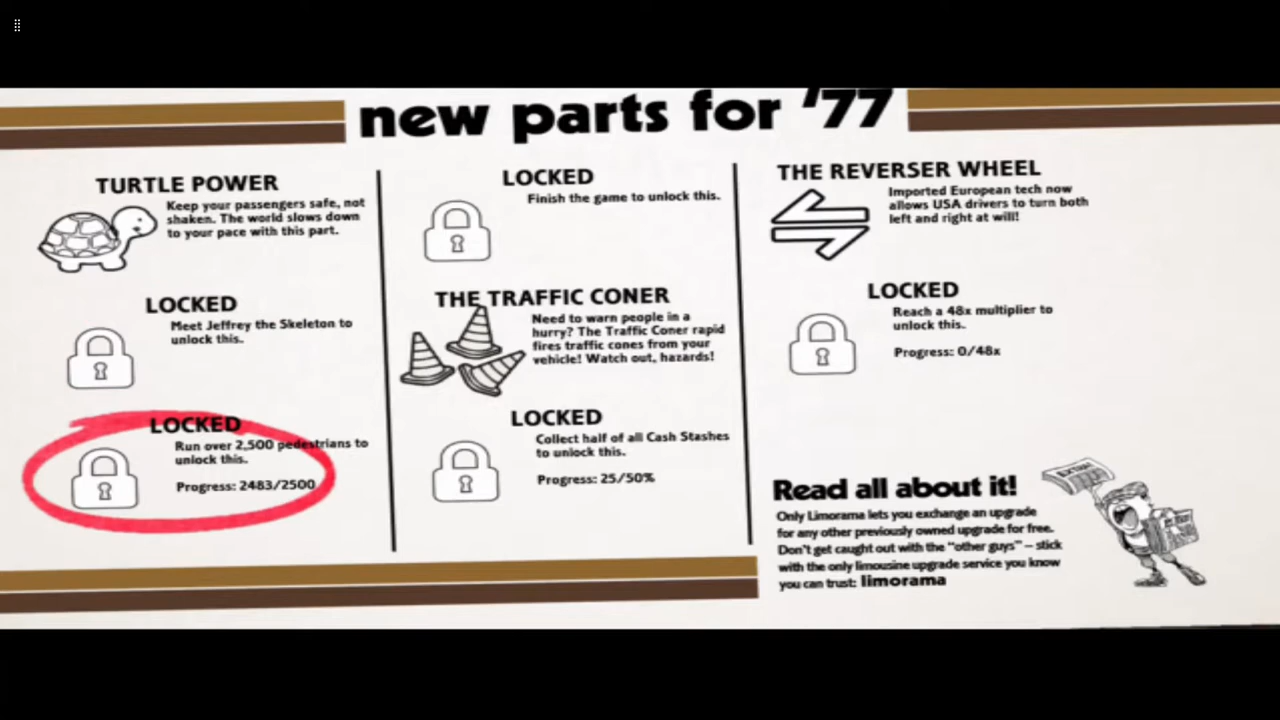 new parts for '77
TURTLE POWER
Keep your passengers safe, not
shaken. The world slows down
to your pace with this part.
LOCKED
Meet Jeffrey the Skeleton to
unlock this.
LOCKED
Run over 2,500 pedestrians to
unlock this.
Progress: 2483/2500
LOCKED
Finish the game to unlock this.
THE TRAFFIC CONER
Need to warn people in a
hurry? The Traffic Coner rapid
fires traffic cones from your
vehicle! Watch out, hazards!
LOCKED
Collect half of all Cash Stashes
to unlock this.
Progress: 25/50%
THE REVERSER WHEEL
Imported European tech now
allows USA drivers to turn both
left and right at will!
LOCKED
Reach a 48x multiplier to
unlock this.
Progress: 0/48x
Read all about it!
Only Limorama lets you exchange an upgrade
for any other previously owned upgrade for free.
Don't get caught out with the "other guys" – stick
with the only limousine upgrade service you know
you can trust: limorama
EXTRA!